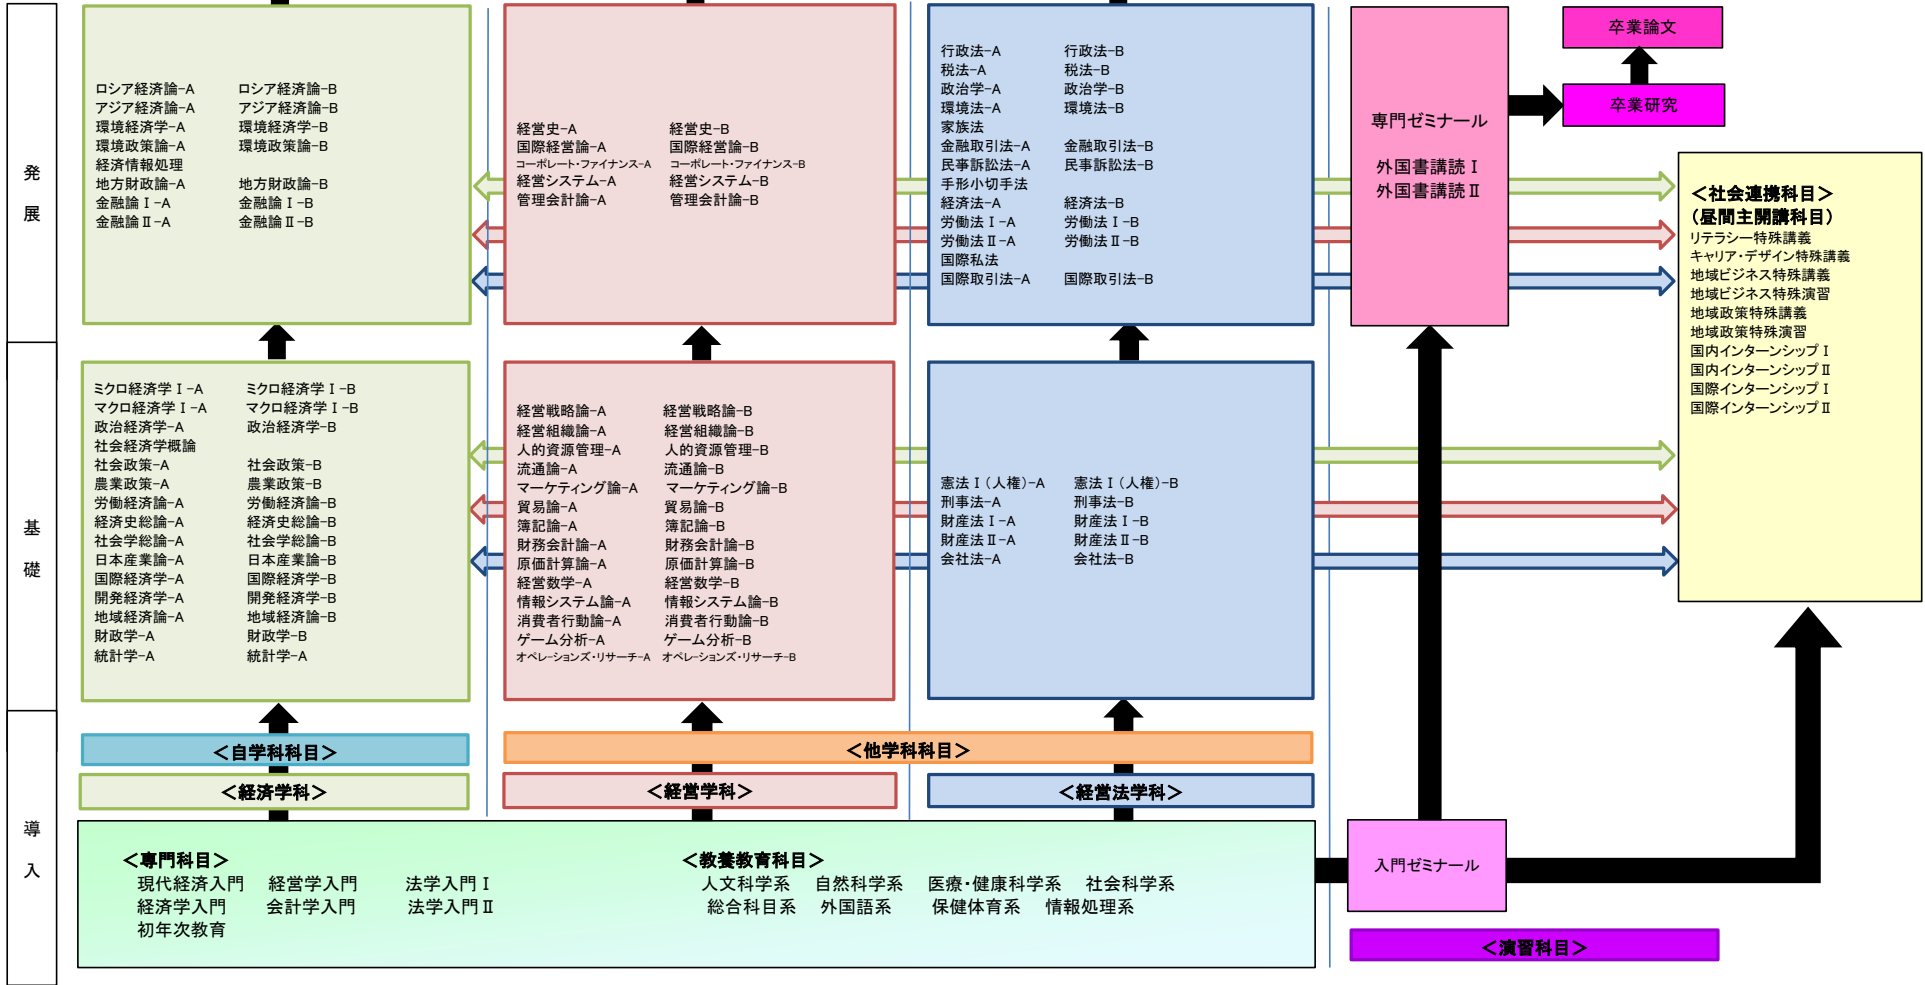 発
展
ロシア経済論-A ロシア経済論-B
アジア経済論-A アジア経済論-B
環境経済学-A 環境経済学-B
環境政策論-A 環境政策論-B
経済情報処理
地方財政論-A 地方財政論-B
金融論Ⅰ-A 金融論Ⅰ-B
金融論Ⅱ-A 金融論Ⅱ-B
経営史-A 経営史-B
国際経営論-A 国際経営論-B
コーポレート・ファイナンス-A コーポレート・ファイナンス-B
経営システム-A 経営システム-B
管理会計論-A 管理会計論-B
行政法-A 行政法-B
税法-A 税法-B
政治学-A 政治学-B
環境法-A 環境法-B
家族法
金融取引法-A 金融取引法-B
民事訴訟法-A 民事訴訟法-B
手形小切手法
経済法-A 経済法-B
労働法Ⅰ-A 労働法Ⅰ-B
労働法Ⅱ-A 労働法Ⅱ-B
国際私法
国際取引法-A 国際取引法-B
専門ゼミナール
外国書講読Ⅰ
外国書講読Ⅱ
卒業論文
卒業研究
＜社会連携科目＞
（昼間主開講科目）
リテラシー特殊講義
キャリア・デザイン特殊講義
地域ビジネス特殊講義
地域ビジネス特殊演習
地域政策特殊講義
地域政策特殊演習
国内インターンシップⅠ
国内インターンシップⅡ
国際インターンシップⅠ
国際インターンシップⅡ
基
礎
ミクロ経済学Ⅰ-A ミクロ経済学Ⅰ-B
マクロ経済学Ⅰ-A マクロ経済学Ⅰ-B
政治経済学-A 政治経済学-B
社会経済学概論
社会政策-A 社会政策-B
農業政策-A 農業政策-B
労働経済論-A 労働経済論-B
経済史総論-A 経済史総論-B
社会学総論-A 社会学総論-B
日本産業論-A 日本産業論-B
国際経済学-A 国際経済学-B
開発経済学-A 開発経済学-B
地域経済論-A 地域経済論-B
財政学-A 財政学-B
統計学-A 統計学-A
経営戦略論-A 経営戦略論-B
経営組織論-A 経営組織論-B
人的資源管理-A 人的資源管理-B
流通論-A 流通論-B
マーケティング論-A マーケティング論-B
貿易論-A 貿易論-B
簿記論-A 簿記論-B
財務会計論-A 財務会計論-B
原価計算論-A 原価計算論-B
経営数学-A 経営数学-B
情報システム論-A 情報システム論-B
消費者行動論-A 消費者行動論-B
ゲーム分析-A ゲーム分析-B
オペレーションズ・リサーチ-A オペレーションズ・リサーチ-B
憲法Ⅰ（人権）-A 憲法Ⅰ（人権）-B
刑事法-A 刑事法-B
財産法Ⅰ-A 財産法Ⅰ-B
財産法Ⅱ-A 財産法Ⅱ-B
会社法-A 会社法-B
導
入
＜自学科科目＞
＜他学科科目＞
＜経済学科＞
＜経営学科＞
＜経営法学科＞
＜専門科目＞
現代経済入門 経営学入門 法学入門Ⅰ
経済学入門 会計学入門 法学入門Ⅱ
初年次教育
＜教養教育科目＞
人文科学系 自然科学系 医療・健康科学系 社会科学系
総合科目系 外国語系 保健体育系 情報処理系
入門ゼミナール
＜演習科目＞